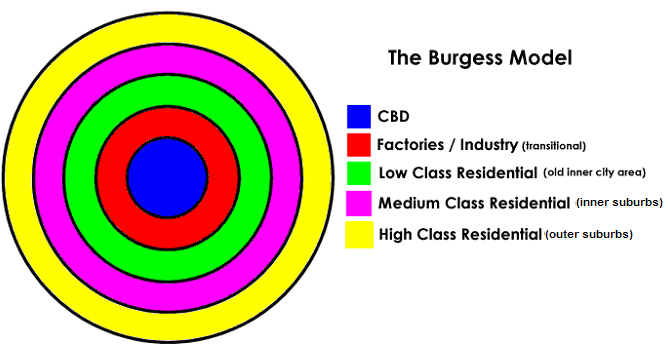 The Burgess Model
CBD
Factories / Industry (transitional)
Low Class Residential (old inner city area)
Medium Class Residential (inner suburbs)
High Class Residential (outer suburbs)